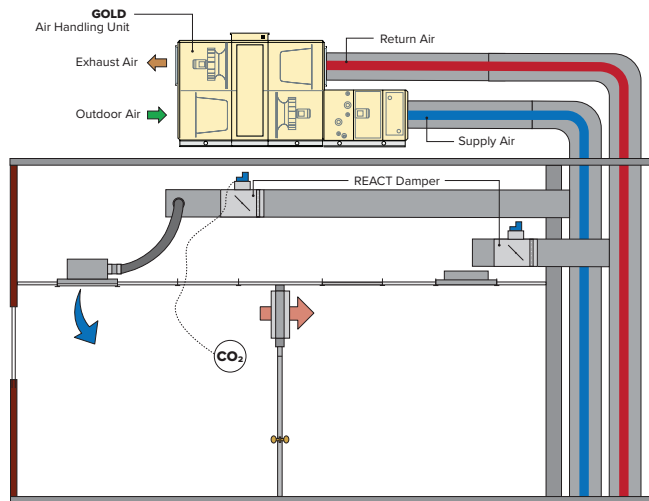 GOLD
Air Handling Unit
Exhaust Air
Outdoor Air
Return Air
Supply Air
REACT Damper
CO₂